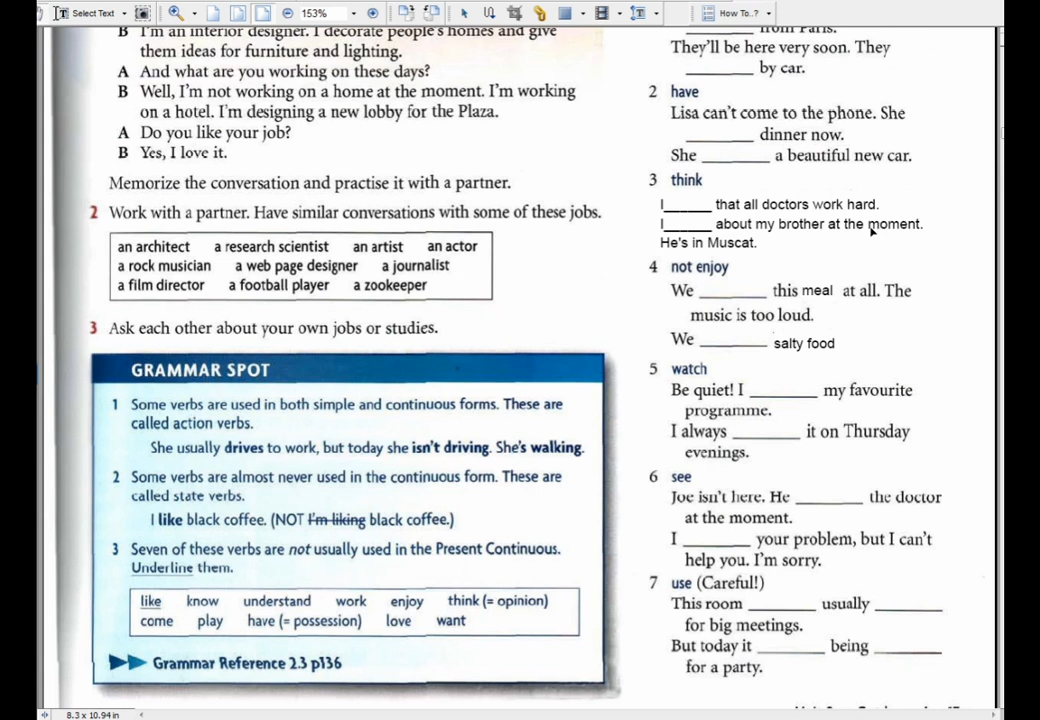 Select Text
153%
How To..?
B I'm an interior designer. I decorate people's homes and give
them ideas for furniture and lighting.
A And what are you working on these days?
B Well, I'm not working on a home at the moment. I'm working
on a hotel. I'm designing a new lobby for the Plaza.
A Do you like your job?
B Yes, I love it.
Memorize the conversation and practise it with a partner.
2 Work with a partner. Have similar conversations with some of these jobs.
an architect a research scientist an artist an actor
a rock musician a web page designer a journalist
a film director a football player a zookeeper
3 Ask each other about your own jobs or studies.
GRAMMAR SPOT
1 Some verbs are used in both simple and continuous forms. These are
called action verbs.
She usually drives to work, but today she isn't driving. She's walking.
2 Some verbs are almost never used in the continuous form. These are
called state verbs.
I like black coffee. (NOT I'm liking black coffee.)
3 Seven of these verbs are not usually used in the Present Continuous.
Underline them.
like know understand work enjoy think (= opinion)
come play have (= possession) love want
Grammar Reference 2.3 p136
_______ from Paris.
They'll be here very soon. They
_______ by car.
2 have
Lisa can't come to the phone. She
_______ dinner now.
She _______ a beautiful new car.
3 think
I______ that all doctors work hard.
I______ about my brother at the moment.
He's in Muscat.
4 not enjoy
We _______ this meal at all. The
music is too loud.
We _______ salty food
5 watch
Be quiet! I _______ my favourite
programme.
I always _______ it on Thursday
evenings.
6 see
Joe isn't here. He _______ the doctor
at the moment.
I _______ your problem, but I can't
help you. I'm sorry.
7 use (Careful!)
This room _______ usually _______
for big meetings.
But today it _______ being _______
for a party.
8.3 x 10.94 in